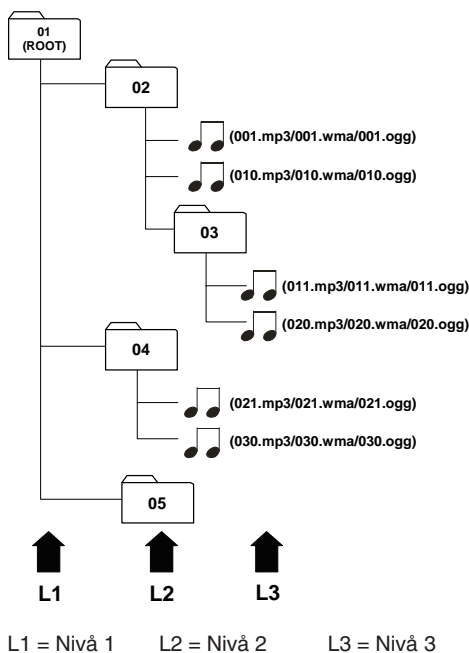 01
(ROOT)
02
(001.mp3/001.wma/001.ogg)
(010.mp3/010.wma/010.ogg)
03
(011.mp3/011.wma/011.ogg)
(020.mp3/020.wma/020.ogg)
04
(021.mp3/021.wma/021.ogg)
(030.mp3/030.wma/030.ogg)
05
L1 L2 L3
L1 = Nivå 1 L2 = Nivå 2 L3 = Nivå 3